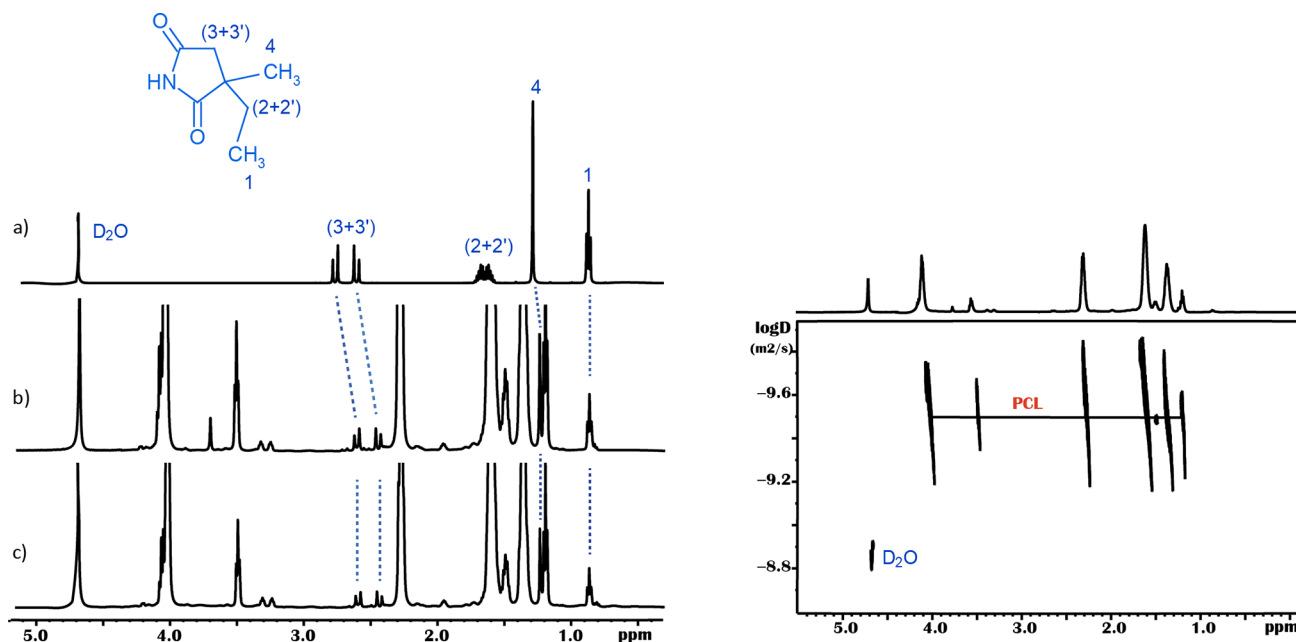 O
(3+3')
4
HN
CH3
(2+2')
O
CH3
1
4
1
a)
D2O
(3+3')
(2+2')
b)
c)
5.0 4.0 3.0 2.0 1.0 ppm
logD
(m2/s)
−9.6
PCL
−9.2
D2O
−8.8
5.0 4.0 3.0 2.0 1.0 ppm